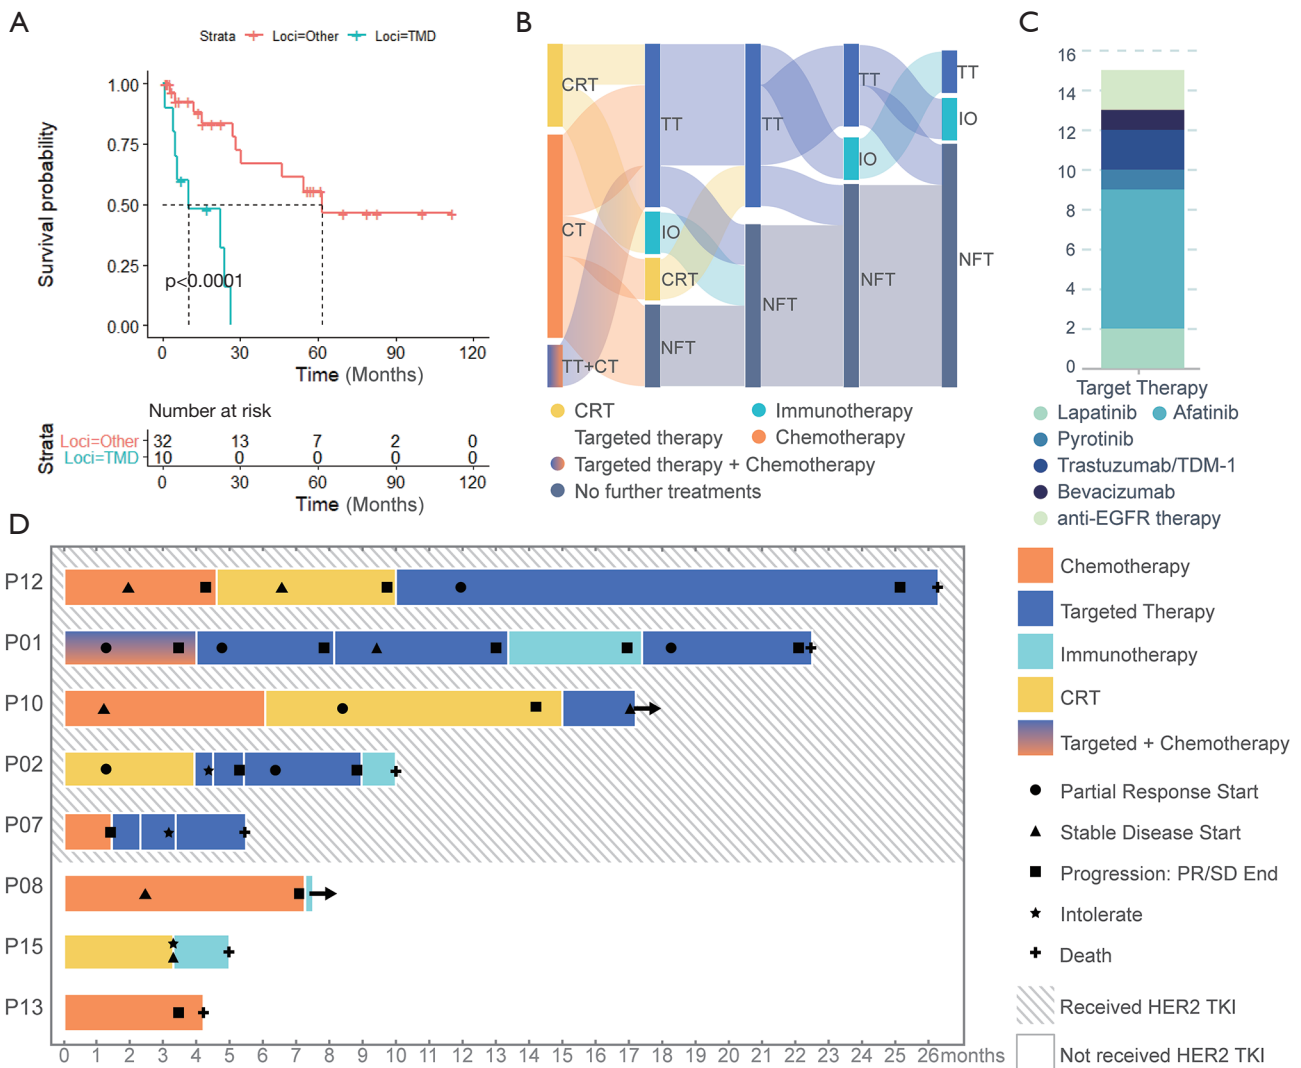 A
Strata Loci=Other Loci=TMD
Survival probability
1.00
0.75
0.50
0.25
0.00
p<0.0001
0 30 60 90 120
Time (Months)
Number at risk
Strata
Loci=Other 32 13 7 2 0
Loci=TMD 10 0 0 0 0
0 30 60 90 120
Time (Months)
B
CRT
CT
TT+CT
TT
IO
CRT
NFT
TT
NFT
TT
IO
NFT
TT
IO
NFT
CRT
Immunotherapy
Targeted therapy
Chemotherapy
Targeted therapy + Chemotherapy
No further treatments
C
16
14
12
10
8
6
4
2
0
Target Therapy
Lapatinib Afatinib
Pyrotinib
Trastuzumab/TDM-1
Bevacizumab
anti-EGFR therapy
D
P12
P01
P10
P02
P07
P08
P15
P13
0 1 2 3 4 5 6 7 8 9 10 11 12 13 14 15 16 17 18 19 20 21 22 23 24 25 26months
Chemotherapy
Targeted Therapy
Immunotherapy
CRT
Targeted + Chemotherapy
Partial Response Start
Stable Disease Start
Progression: PR/SD End
Intolerate
Death
Received HER2 TKI
Not received HER2 TKI